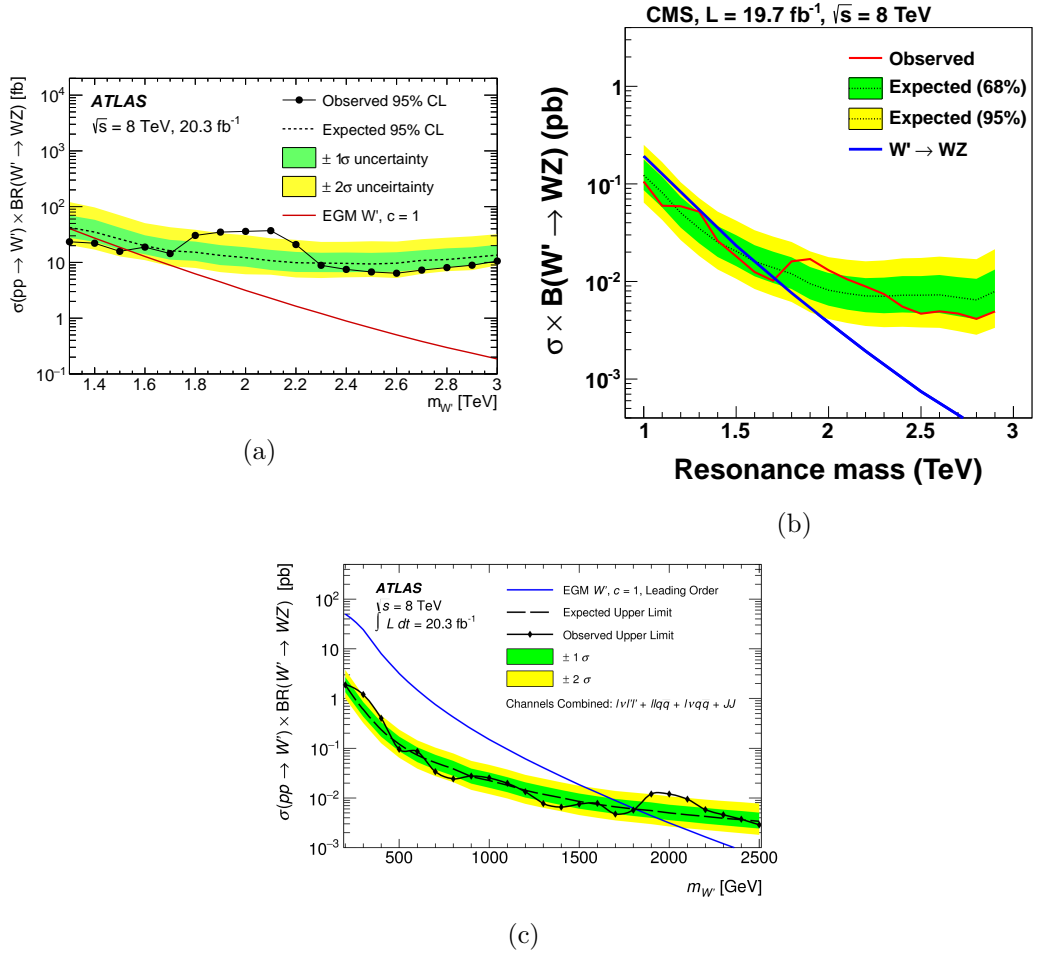 σ(pp → W') × BR(W' → WZ) [fb]
10⁴
10³
10²
10
1
10⁻¹
ATLAS
√s = 8 TeV, 20.3 fb⁻¹
Observed 95% CL
Expected 95% CL
± 1σ uncertainty
± 2σ uncertainty
EGM W', c = 1
1.4 1.6 1.8 2 2.2 2.4 2.6 2.8 3
m_W' [TeV]
(a)
CMS, L = 19.7 fb⁻¹, √s = 8 TeV
σ × B(W' → WZ) (pb)
1
10⁻¹
10⁻²
10⁻³
Observed
Expected (68%)
Expected (95%)
W' → WZ
1 1.5 2 2.5 3
Resonance mass (TeV)
(b)
σ(pp → W') × BR(W' → WZ) [pb]
10²
10
1
10⁻¹
10⁻²
10⁻³
ATLAS
√s = 8 TeV
∫ L dt = 20.3 fb⁻¹
EGM W', c = 1, Leading Order
Expected Upper Limit
Observed Upper Limit
± 1 σ
± 2 σ
Channels Combined: lνl'l' + llqq + lνqq + JJ
500 1000 1500 2000 2500
m_W' [GeV]
(c)